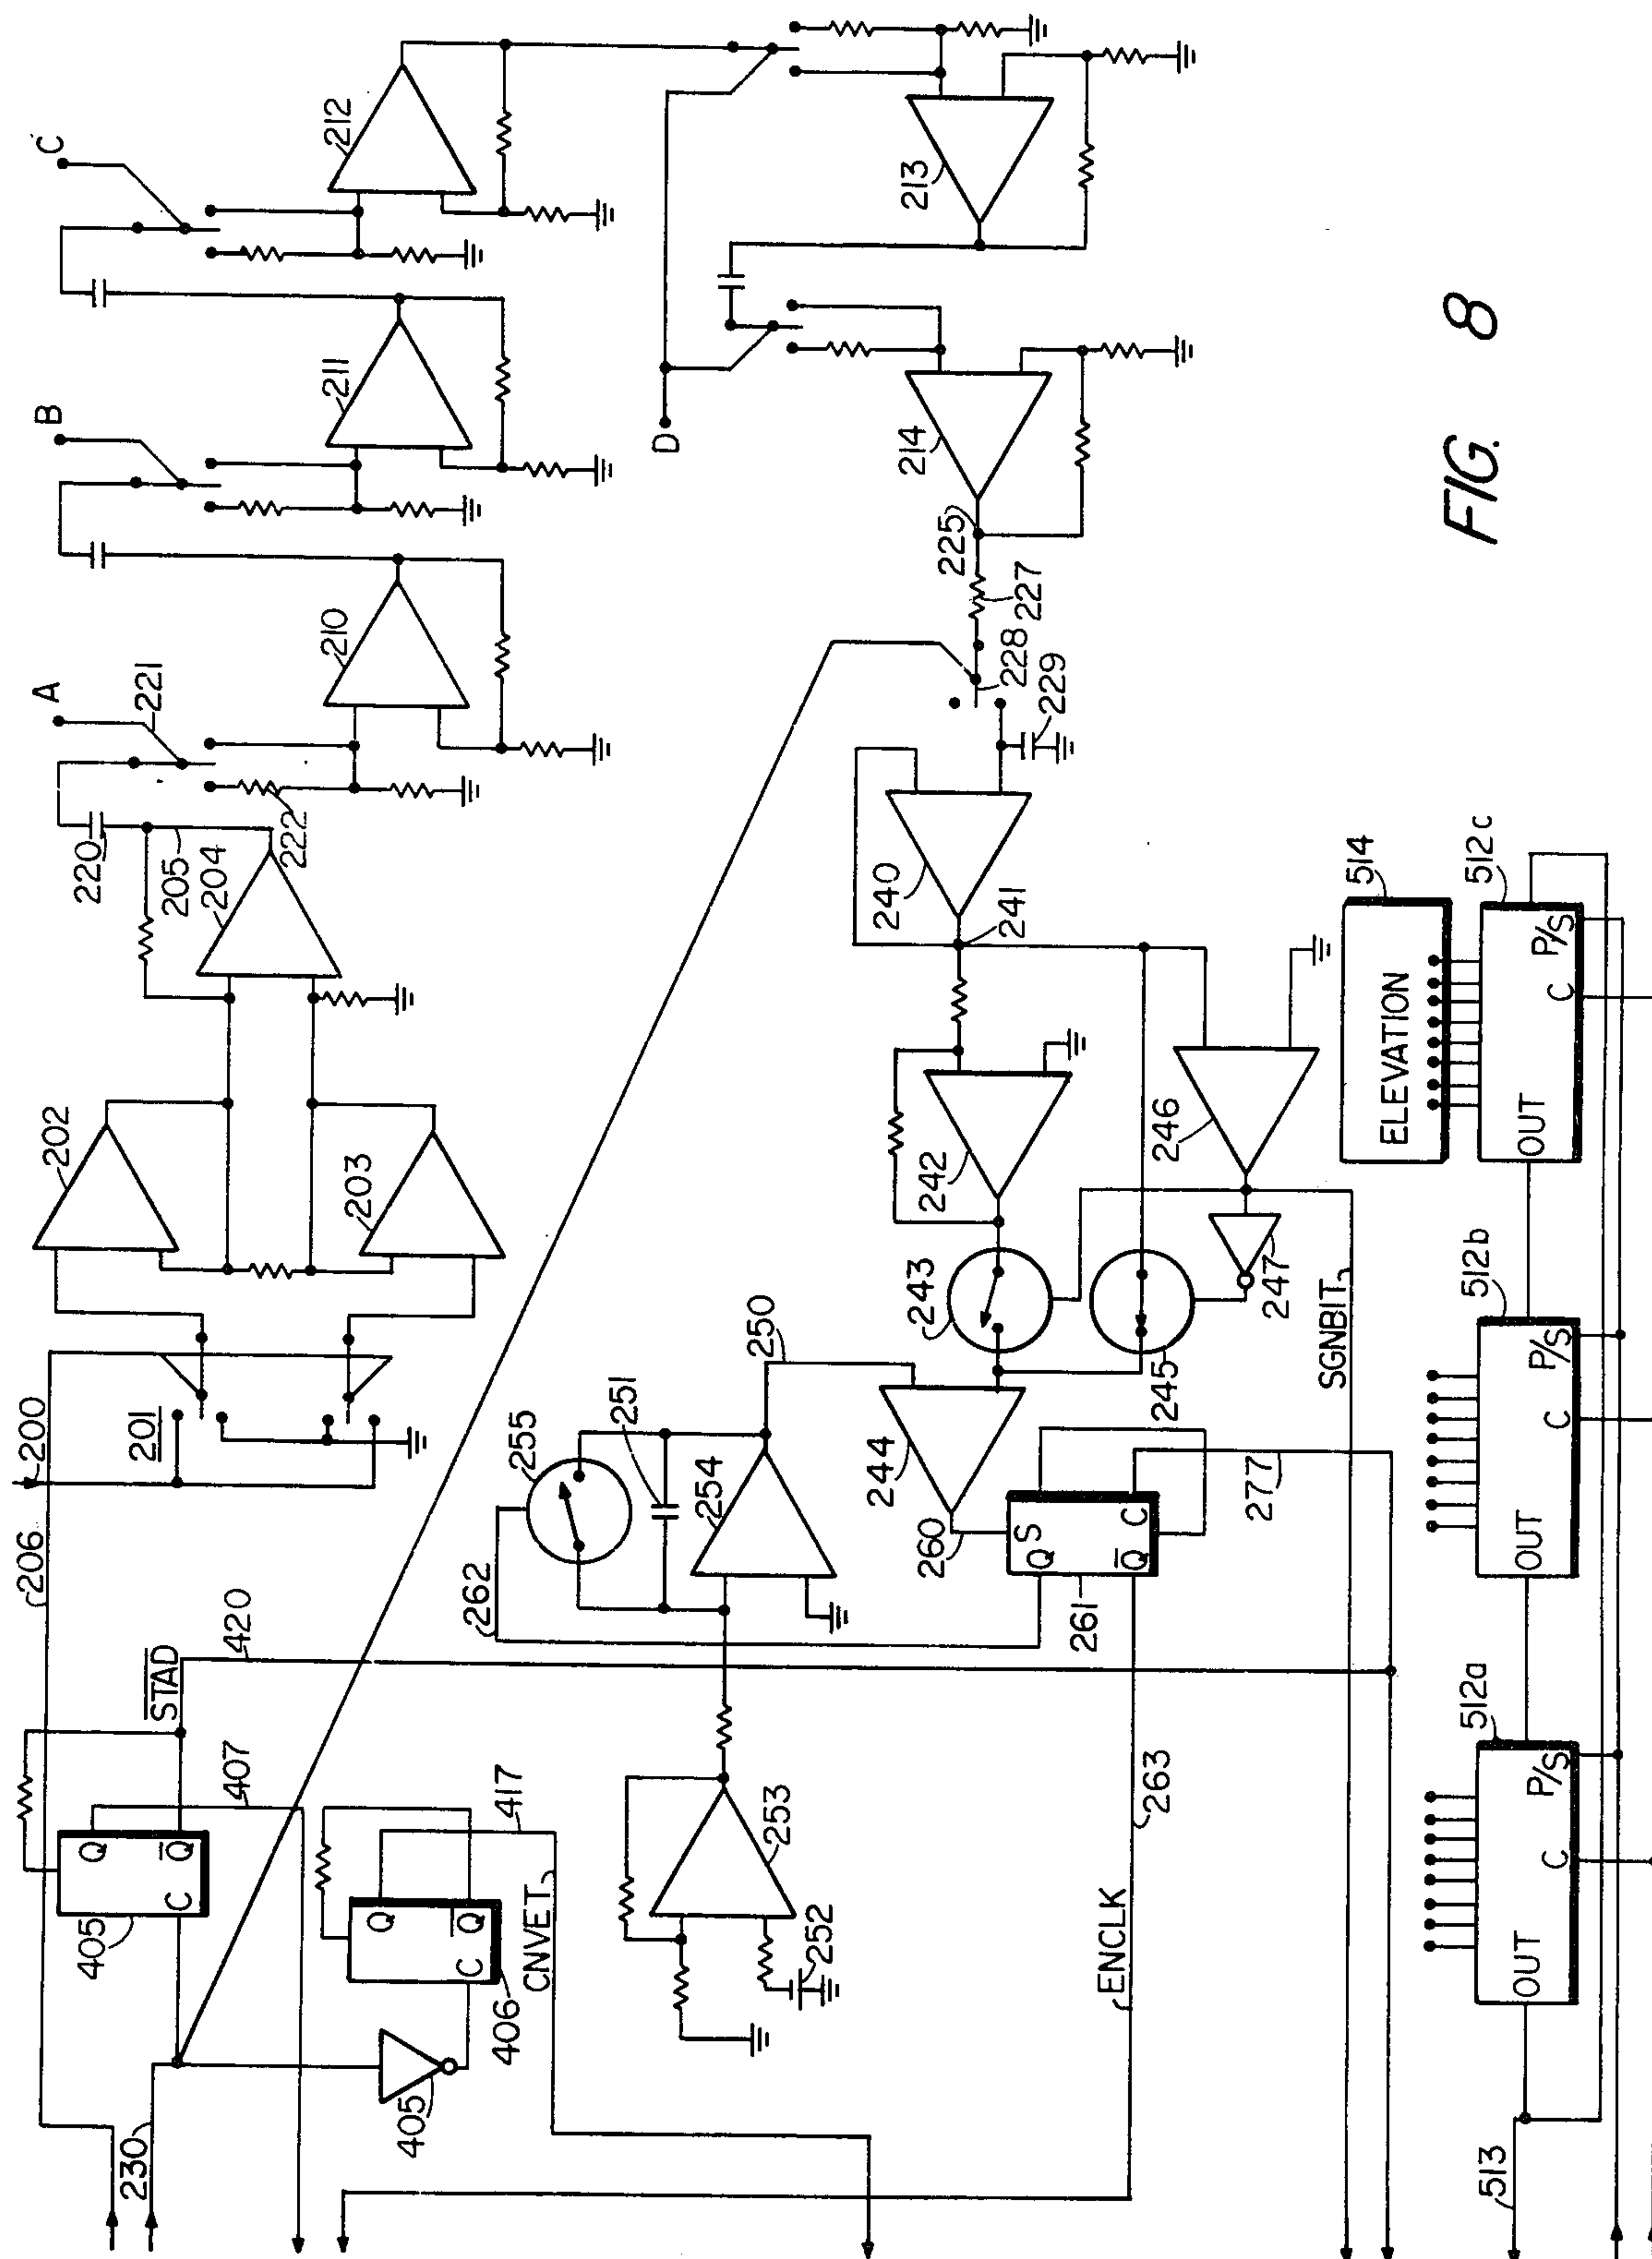 206
200
201
202
203
204
205
220
222
A
221
210
B
211
C
212
230
405
C
Q
Q̅
S̅T̅A̅D̅
407
420
405
406
C
Q
Q̅
417
CNVET
252
253
262
255
251
254
250
D
213
214
225
227
228
229
240
241
242
243
244
245
246
247
260
S
Q
C
Q̅
261
277
263
ENCLK
SGNBIT
513
512a
OUT
C
P/S
512b
OUT
C
P/S
512c
OUT
C
P/S
ELEVATION
514
FIG. 8